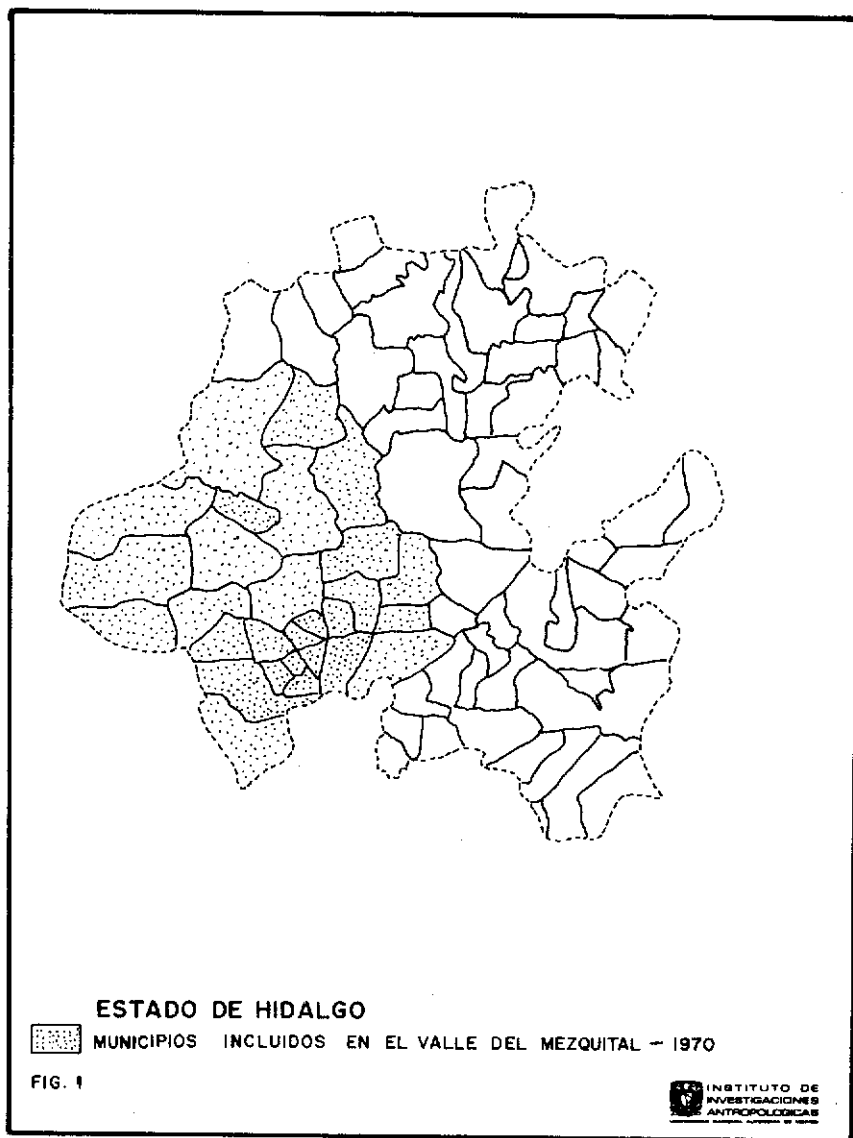 ESTADO DE HIDALGO
MUNICIPIOS INCLUIDOS EN EL VALLE DEL MEZQUITAL - 1970
FIG. 1
INSTITUTO DE
INVESTIGACIONES
ANTROPOLOGICAS